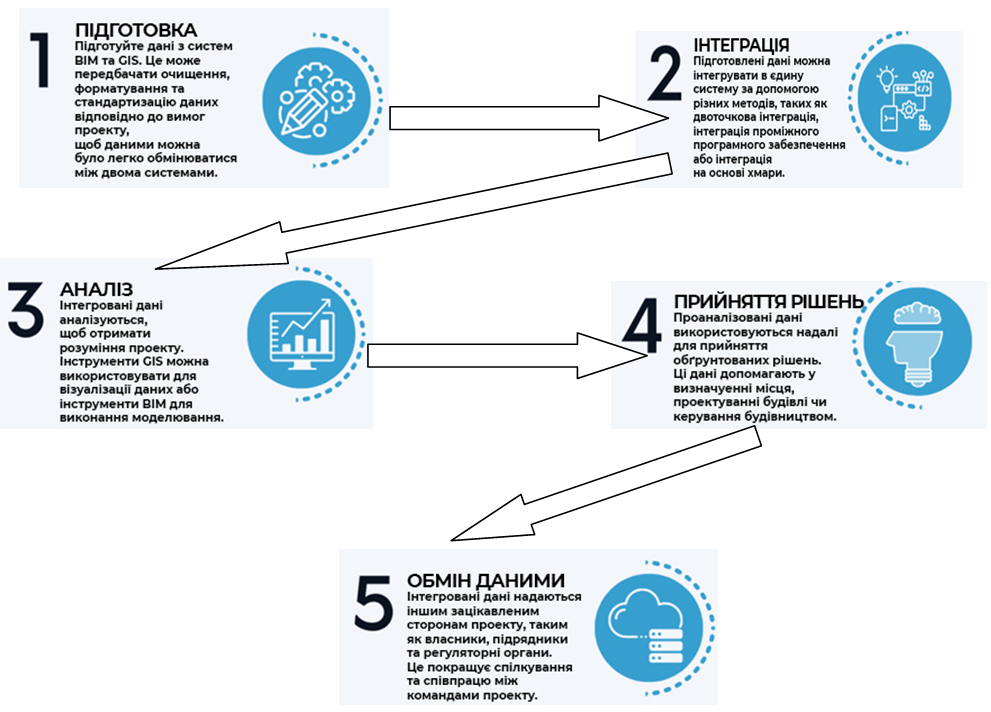 1
ПІДГОТОВКА
Підготуйте дані з систем
BIM та GIS. Це може
передбачати очищення,
форматування та
стандартизацію даних
відповідно до вимог
проекту,
щоб даними можна
було легко обмінюватися
між двома системами.
2
ІНТЕГРАЦІЯ
Підготовлені дані можна
інтегрувати в єдину
систему за допомогою
різних методів, таких як
двоточкова інтеграція,
інтеграція проміжного
програмного забезпечення
або інтеграція
на основі хмари.
3
АНАЛІЗ
Інтегровані дані
аналізуються,
щоб отримати
розуміння проекту.
Інструменти GIS можна
використовувати для
візуалізації даних або
інструменти BIM для
виконання моделювання.
4
ПРИЙНЯТТЯ РІШЕНЬ
Проаналізовані дані
використовуються надалі
для прийняття
обґрунтованих рішень.
Ці дані допомагають у
визначуенні місця,
проектуванні будівлі чи
керування будівництвом.
5
ОБМІН ДАНИМИ
Інтегровані дані надаються
іншим зацікавленим
сторонам проекту, таким
як власники, підрядники
та регуляторні органи.
Це покращує спілкування
та співпрацю між
командами проекту.